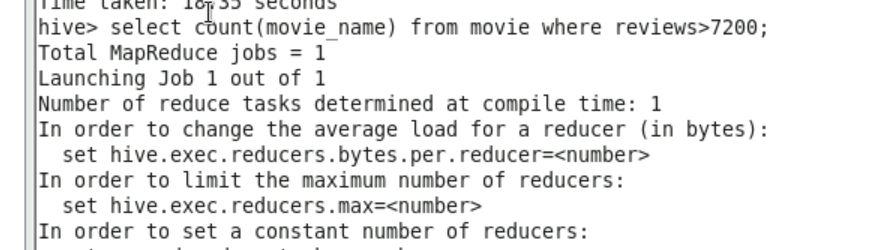 Time taken: 18.35 seconds
hive> select count(movie_name) from movie where reviews>7200;
Total MapReduce jobs = 1
Launching Job 1 out of 1
Number of reduce tasks determined at compile time: 1
In order to change the average load for a reducer (in bytes):
  set hive.exec.reducers.bytes.per.reducer=<number>
In order to limit the maximum number of reducers:
  set hive.exec.reducers.max=<number>
In order to set a constant number of reducers: